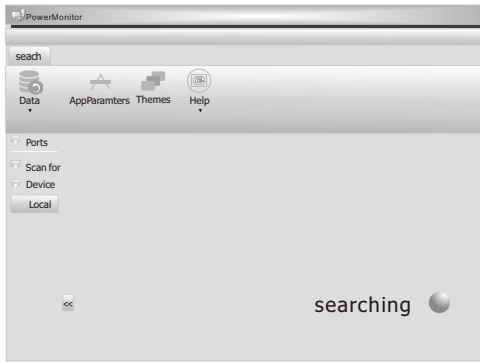 PowerMonitor
seach
Data AppParamters Themes Help
Ports
Scan for
Device
Local
<< searching